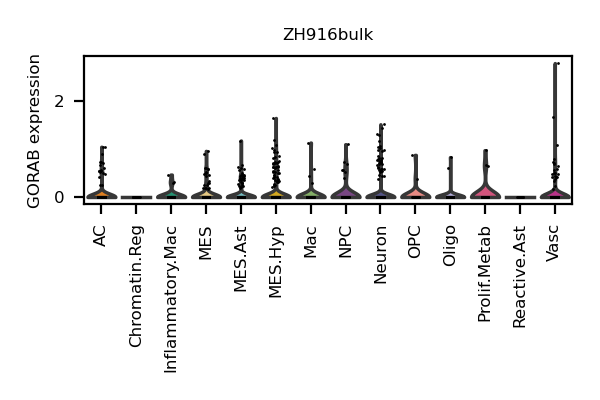 ZH916bulk
GORAB expression
2
0
AC
Chromatin.Reg
Inflammatory.Mac
MES
MES.Ast
MES.Hyp
Mac
NPC
Neuron
OPC
Oligo
Prolif.Metab
Reactive.Ast
Vasc